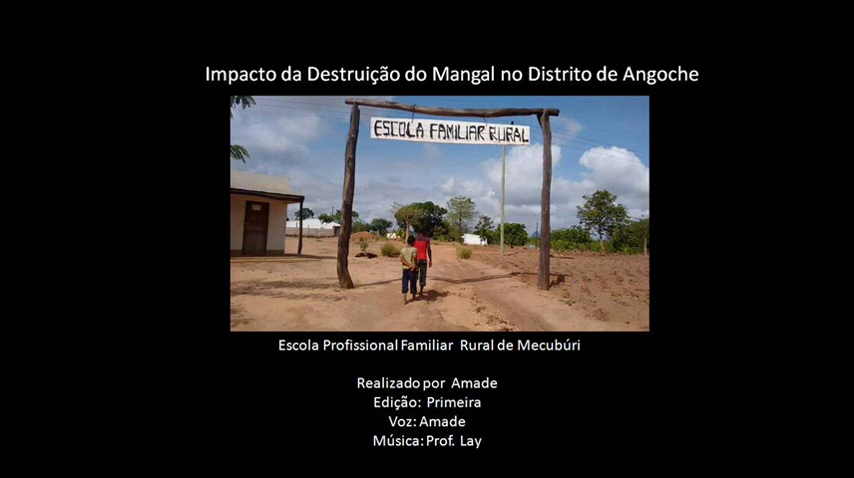 Impacto da Destruição do Mangal no Distrito de Angoche
ESCOLA FAMILIAR RURAL
Escola Profissional Familiar Rural de Mecubúri
Realizado por Amade
Edição: Primeira
Voz: Amade
Música: Prof. Lay